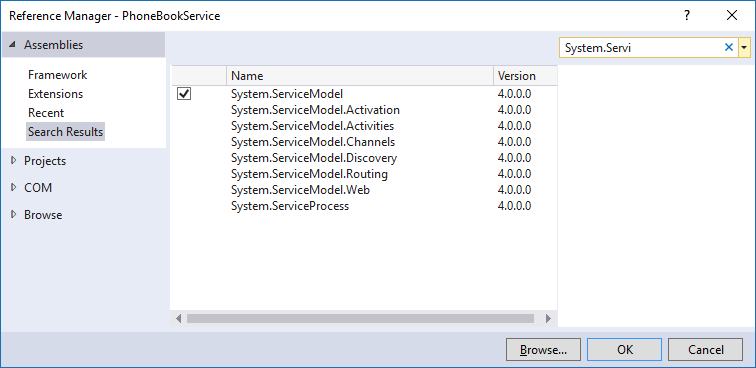 Reference Manager - PhoneBookService
Assemblies
System.Servi
Framework
Extensions
Recent
Search Results
Projects
COM
Browse
Name Version
System.ServiceModel 4.0.0.0
System.ServiceModel.Activation 4.0.0.0
System.ServiceModel.Activities 4.0.0.0
System.ServiceModel.Channels 4.0.0.0
System.ServiceModel.Discovery 4.0.0.0
System.ServiceModel.Routing 4.0.0.0
System.ServiceModel.Web 4.0.0.0
System.ServiceProcess 4.0.0.0
Browse... OK Cancel